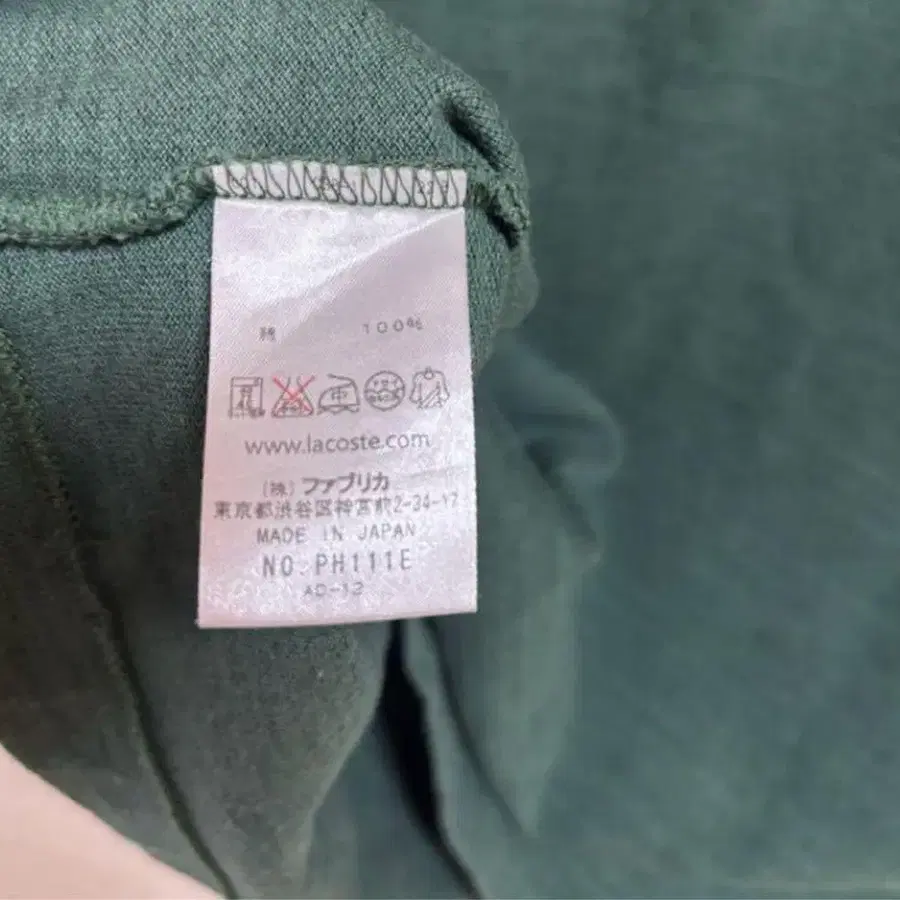 綿 100%
中
www.lacoste.com
(株) ファブリカ
東京都渋谷区神宮前2-34-17
MADE IN JAPAN
NO. PH111E
AD-12